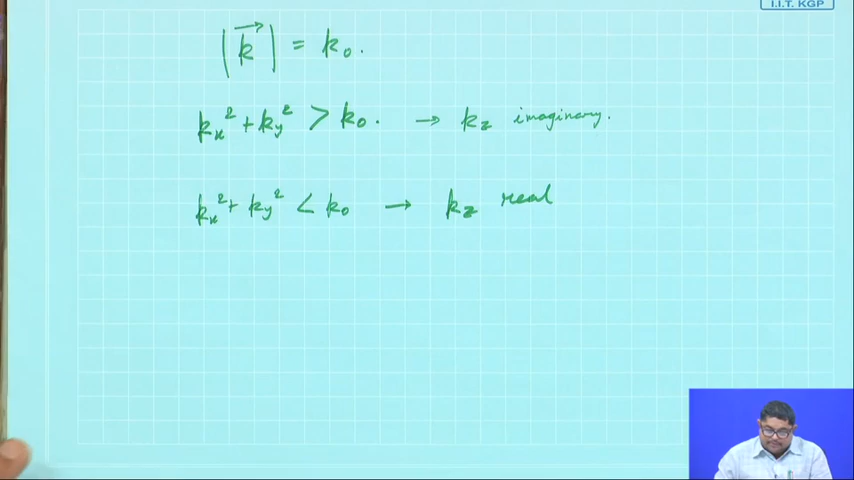 I.I.T. KGP
|k⃗| = k₀.
kₓ² + k_y² > k₀. → k_z imaginary.
kₓ² + k_y² < k₀ → k_z real